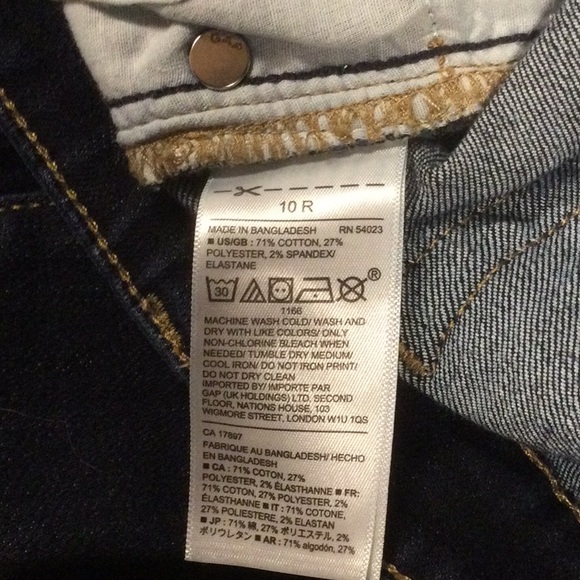 GAP
10 R
MADE IN BANGLADESH RN 54023
■ US/GB : 71% COTTON, 27%
POLYESTER, 2% SPANDEX/
ELASTANE
30
®
1166
MACHINE WASH COLD/ WASH AND
DRY WITH LIKE COLORS/ ONLY
NON-CHLORINE BLEACH WHEN
NEEDED/ TUMBLE DRY MEDIUM/
COOL IRON/ DO NOT IRON PRINT/
DO NOT DRY CLEAN
IMPORTED BY/ IMPORTE PAR
GAP (UK HOLDINGS) LTD, SECOND
FLOOR, NATIONS HOUSE, 103
WIGMORE STREET, LONDON W1U 1QS
CA 17897
FABRIQUE AU BANGLADESH/ HECHO
EN BANGLADESH
■ CA : 71% COTON, 27%
POLYESTER, 2% ÉLASTHANNE ■ FR:
71% COTON, 27% POLYESTER, 2%
ÉLASTHANNE ■ IT : 71% COTONE,
27% POLIESTERE, 2% ELASTAN
■ JP : 71% 綿, 27% ポリエステル, 2%
ポリウレタン ■ AR : 71% algodón, 27%